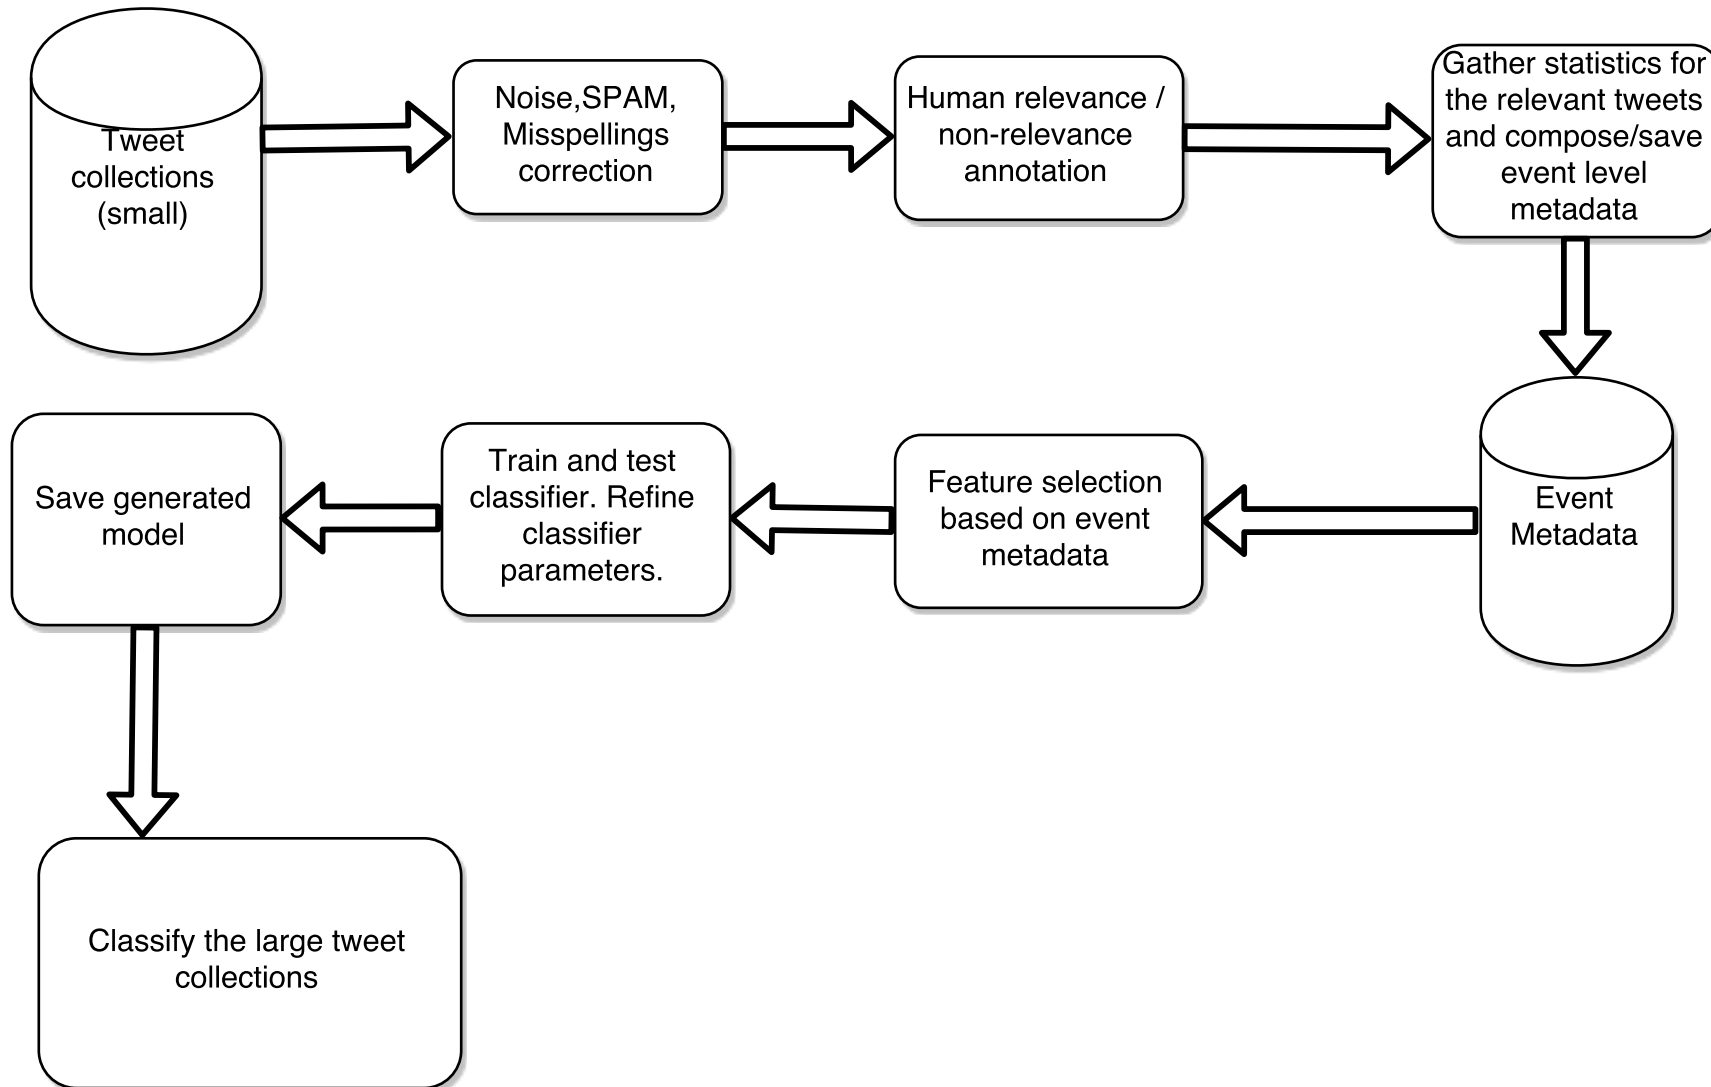 Tweet
collections
(small)
Noise,SPAM,
Misspellings
correction
Human relevance /
non-relevance
annotation
Gather statistics for
the relevant tweets
and compose/save
event level
metadata
Event
Metadata
Feature selection
based on event
metadata
Train and test
classifier. Refine
classifier
parameters.
Save generated
model
Classify the large tweet
collections